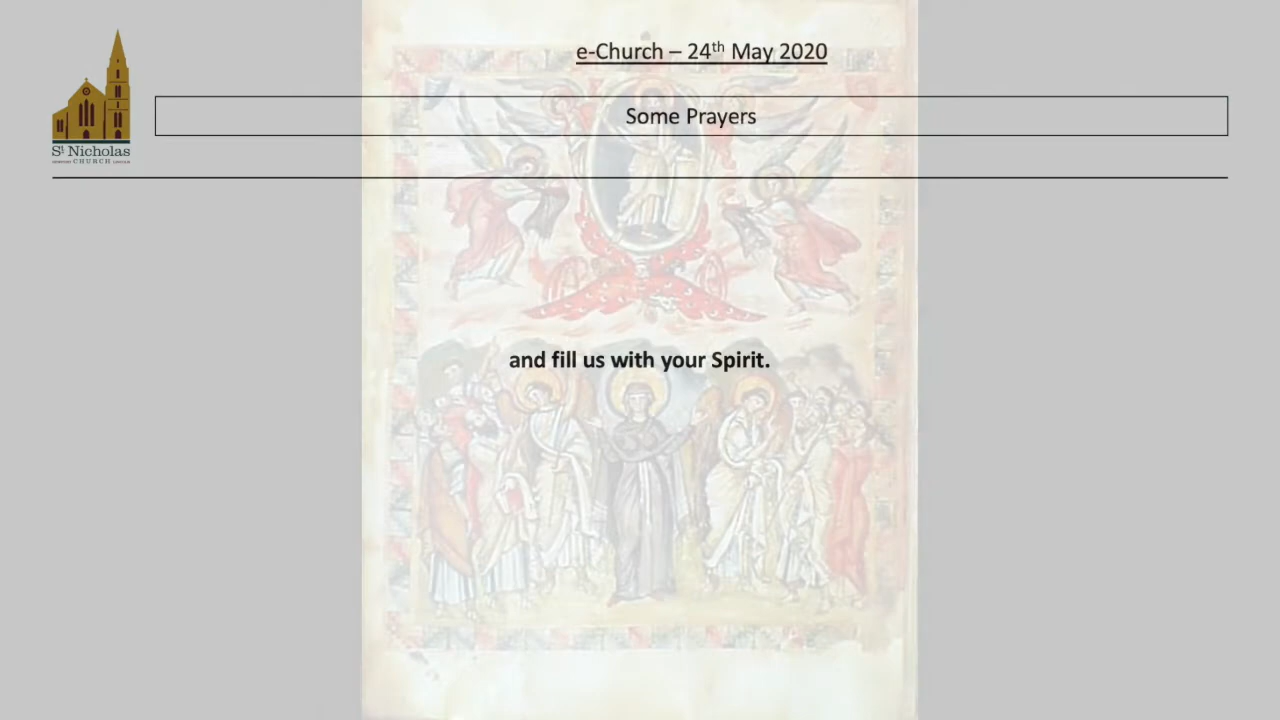 e-Church – 24th May 2020
Some Prayers
St Nicholas
CHURCH
and fill us with your Spirit.